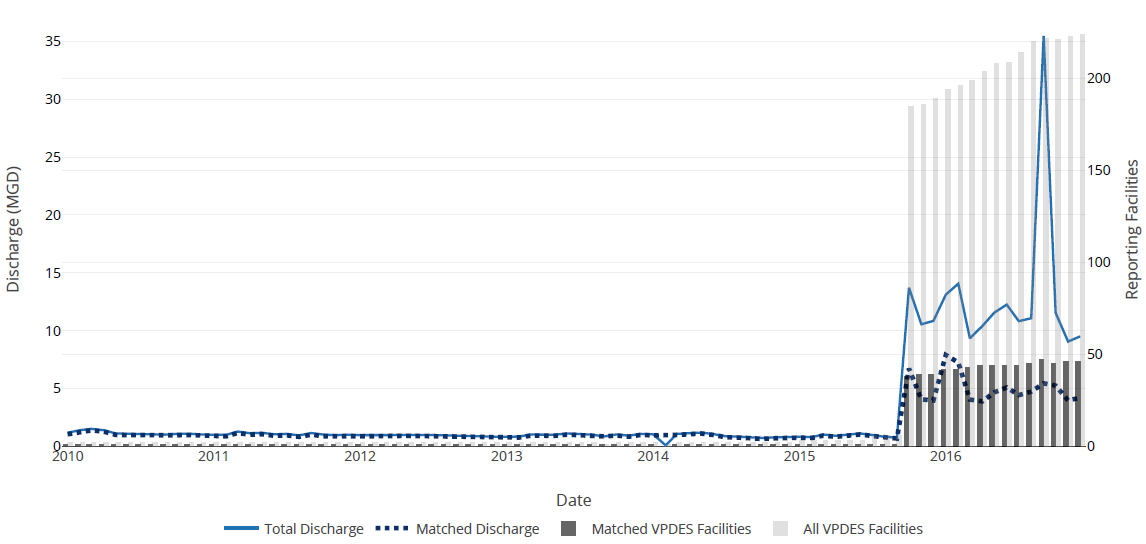 35
30
25
20
15
10
5
0
Discharge (MGD)
200
150
100
50
0
Reporting Facilities
2010 2011 2012 2013 2014 2015 2016
Date
Total Discharge Matched Discharge Matched VPDES Facilities All VPDES Facilities